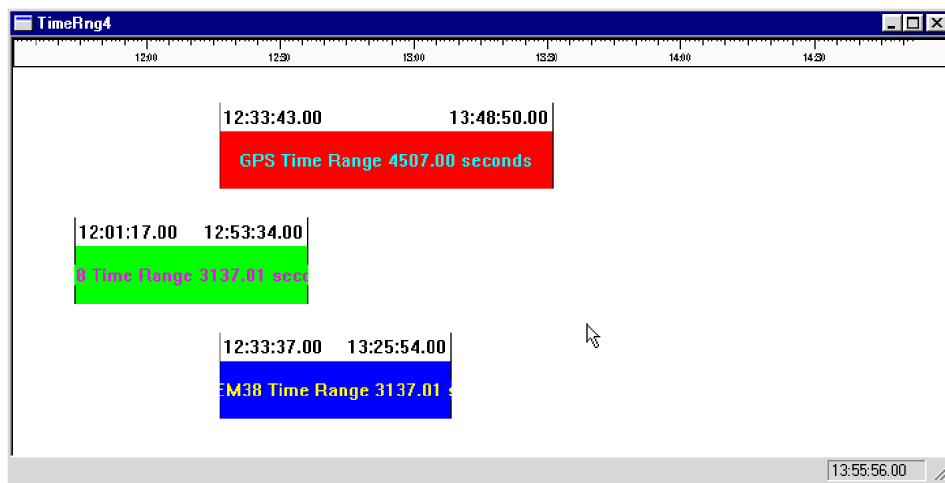 TimeRng4
12:00 12:30 13:00 13:30 14:00 14:30
12:33:43.00 13:48:50.00
GPS Time Range 4507.00 seconds
12:01:17.00 12:53:34.00
8 Time Range 3137.01 seco
12:33:37.00 13:25:54.00
EM38 Time Range 3137.01 s
13:55:56.00